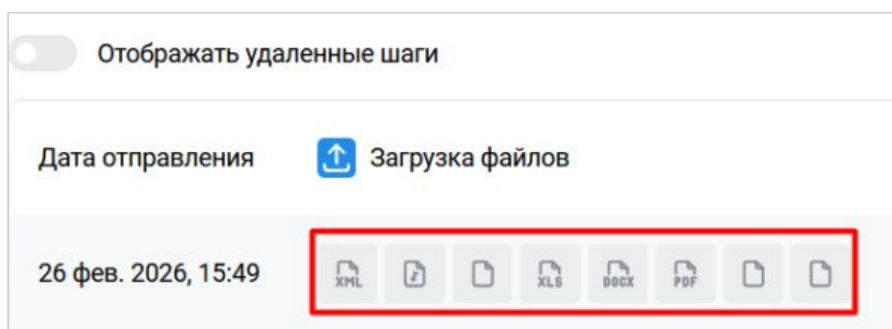 Отображать удаленные шаги
Дата отправления Загрузка файлов
26 фев. 2026, 15:49 XML XLS DOCX PDF